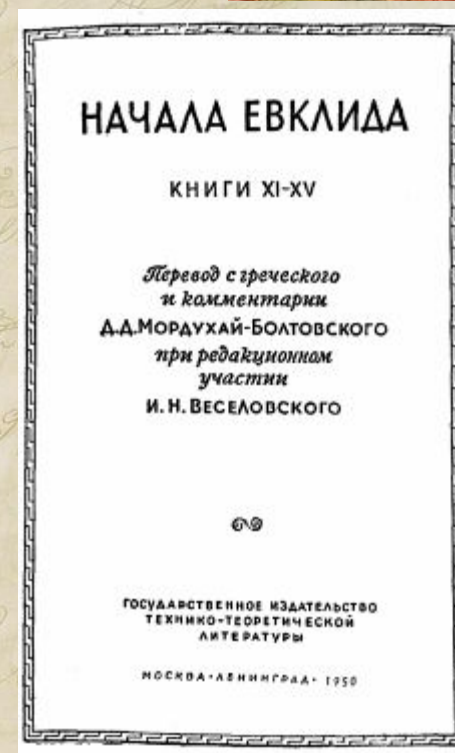 НАЧАЛА ЕВКЛИДА
КНИГИ XI-XV
Перевод с греческого
и комментарии
Д.Д.МОРДУХАЙ-БОЛТОВСКОГО
при редакционном
участии
И. Н. ВЕСЕЛОВСКОГО
ГОСУДАРСТВЕННОЕ ИЗДАТЕЛЬСТВО
ТЕХНИКО-ТЕОРЕТИЧЕСКОЙ
ЛИТЕРАТУРЫ
МОСКВА·ЛЕНИНГРАД· 1950